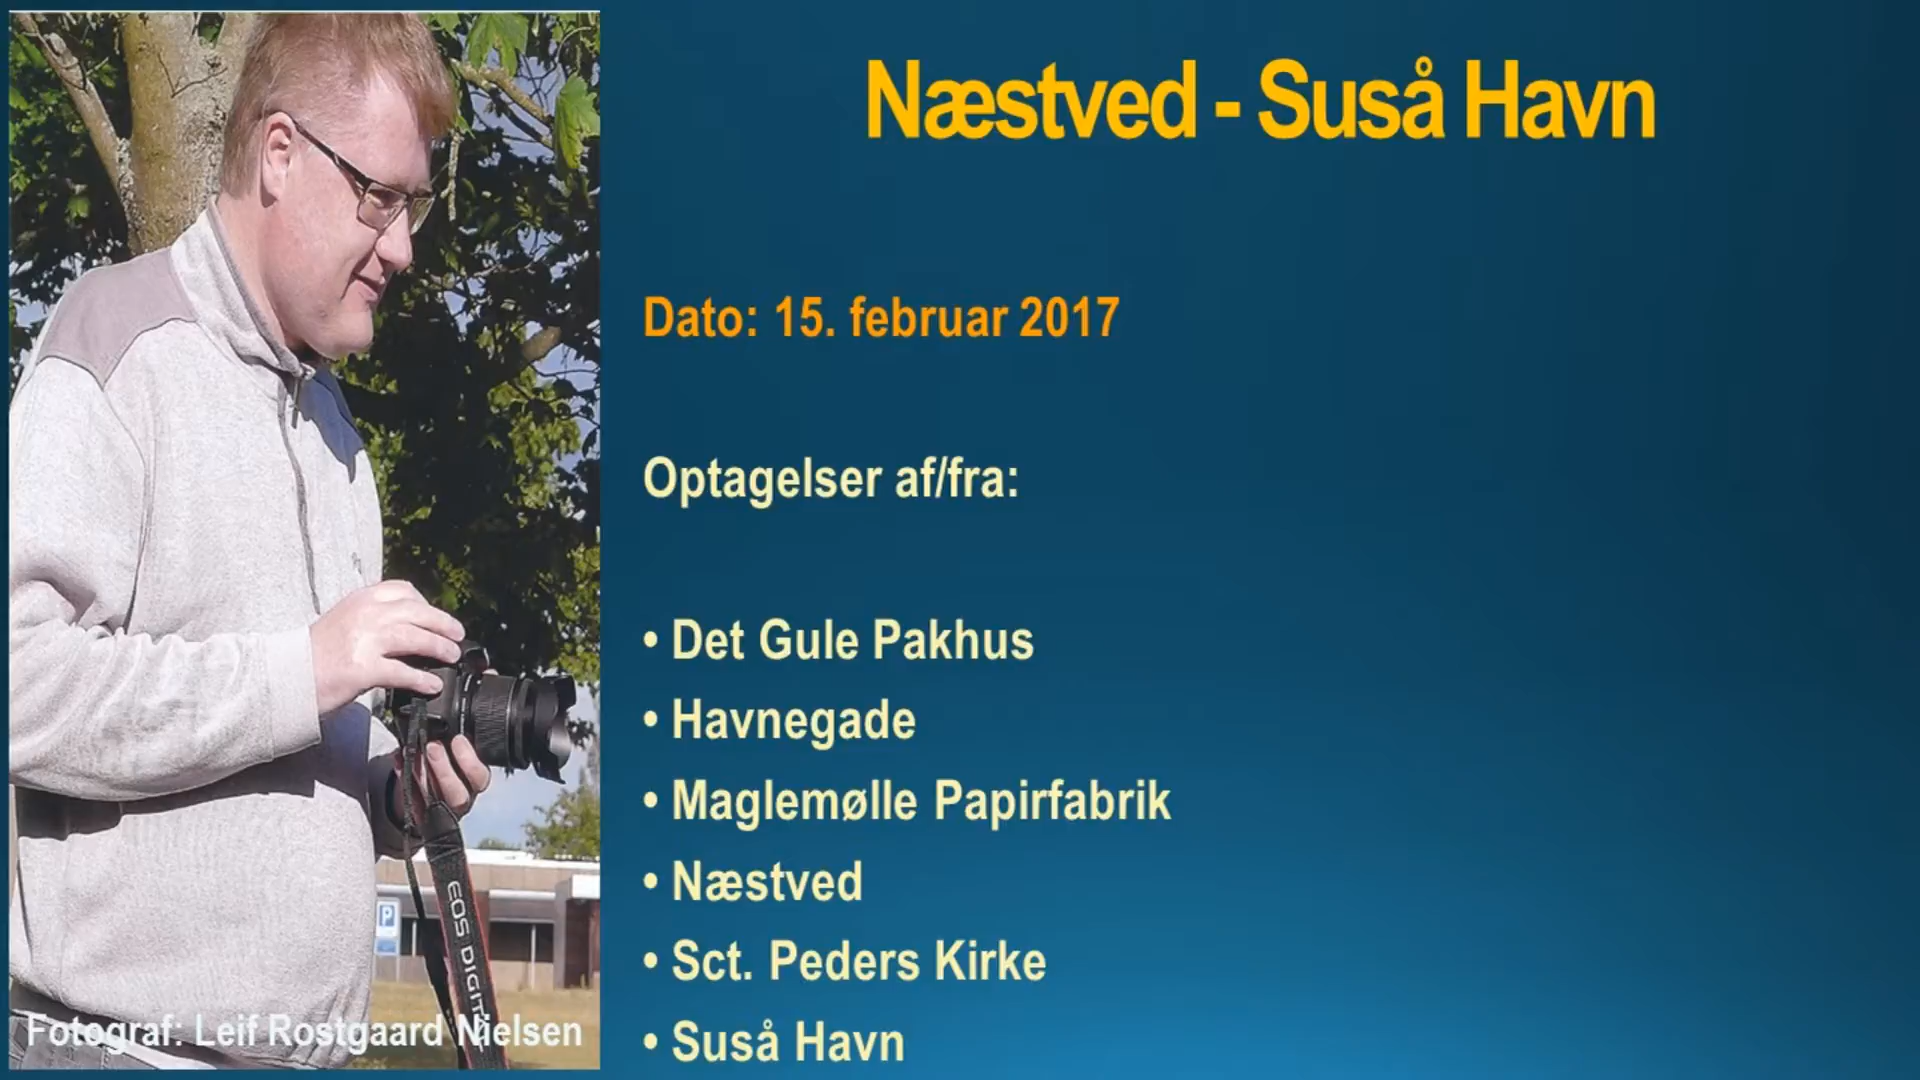 Næstved - Suså Havn
Dato: 15. februar 2017
Optagelser af/fra:
• Det Gule Pakhus
• Havnegade
• Maglemølle Papirfabrik
• Næstved
• Sct. Peders Kirke
• Suså Havn
P
EOS DIGIT
Fotograf: Leif Rostgaard Nielsen